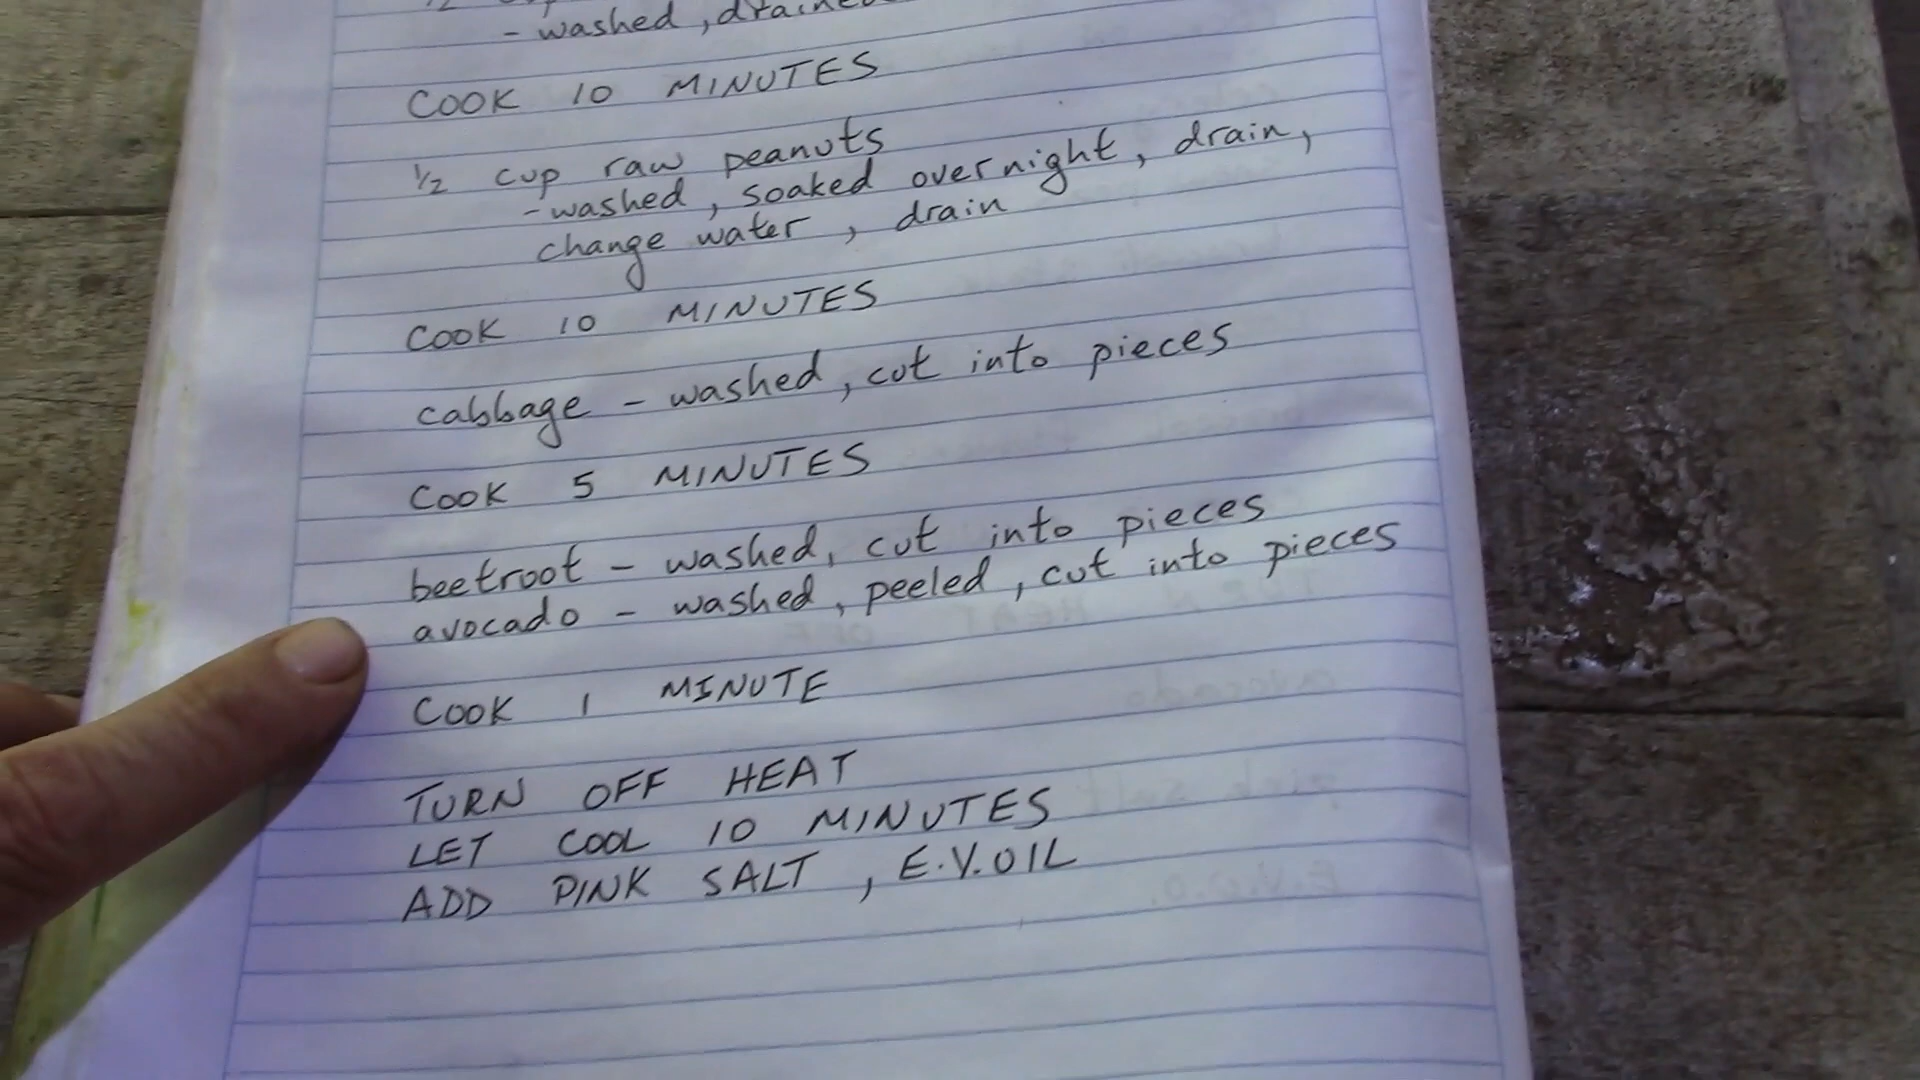 - washed, drained
COOK 10 MINUTES
1/2 cup raw peanuts
- washed, soaked overnight, drain,
change water, drain
COOK 10 MINUTES
cabbage - washed, cut into pieces
COOK 5 MINUTES
beetroot - washed, cut into pieces
avocado - washed, peeled, cut into pieces
COOK 1 MINUTE
TURN OFF HEAT
LET COOL 10 MINUTES
ADD PINK SALT, E.V.OIL